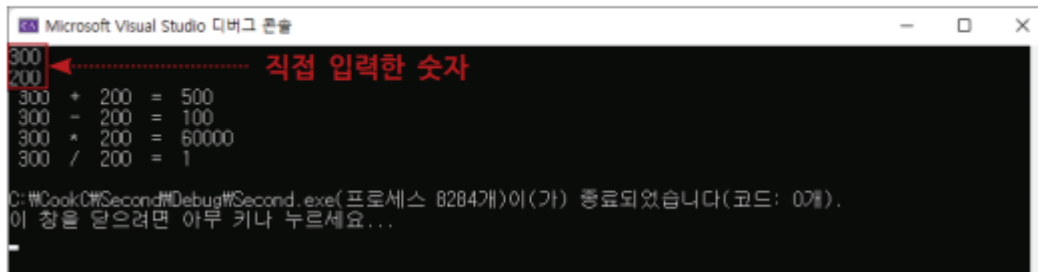 Microsoft Visual Studio 디버그 콘솔
300
200
직접 입력한 숫자
300 + 200 = 500
300 - 200 = 100
300 * 200 = 60000
300 / 200 = 1
C:₩CookC₩Second₩Debug₩Second.exe(프로세스 8284개)이(가) 종료되었습니다(코드: 0개).
이 창을 닫으려면 아무 키나 누르세요...